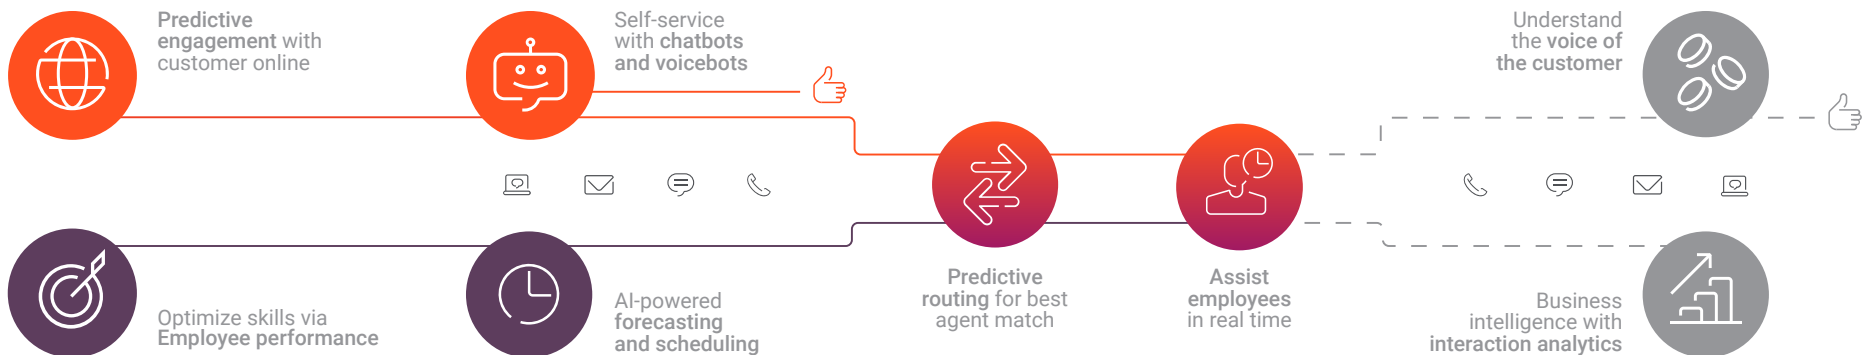 Predictive
engagement with
customer online
Self-service
with chatbots
and voicebots
Understand
the voice of
the customer
Optimize skills via
Employee performance
AI-powered
forecasting
and scheduling
Predictive
routing for best
agent match
Assist
employees
in real time
Business
intelligence with
interaction analytics